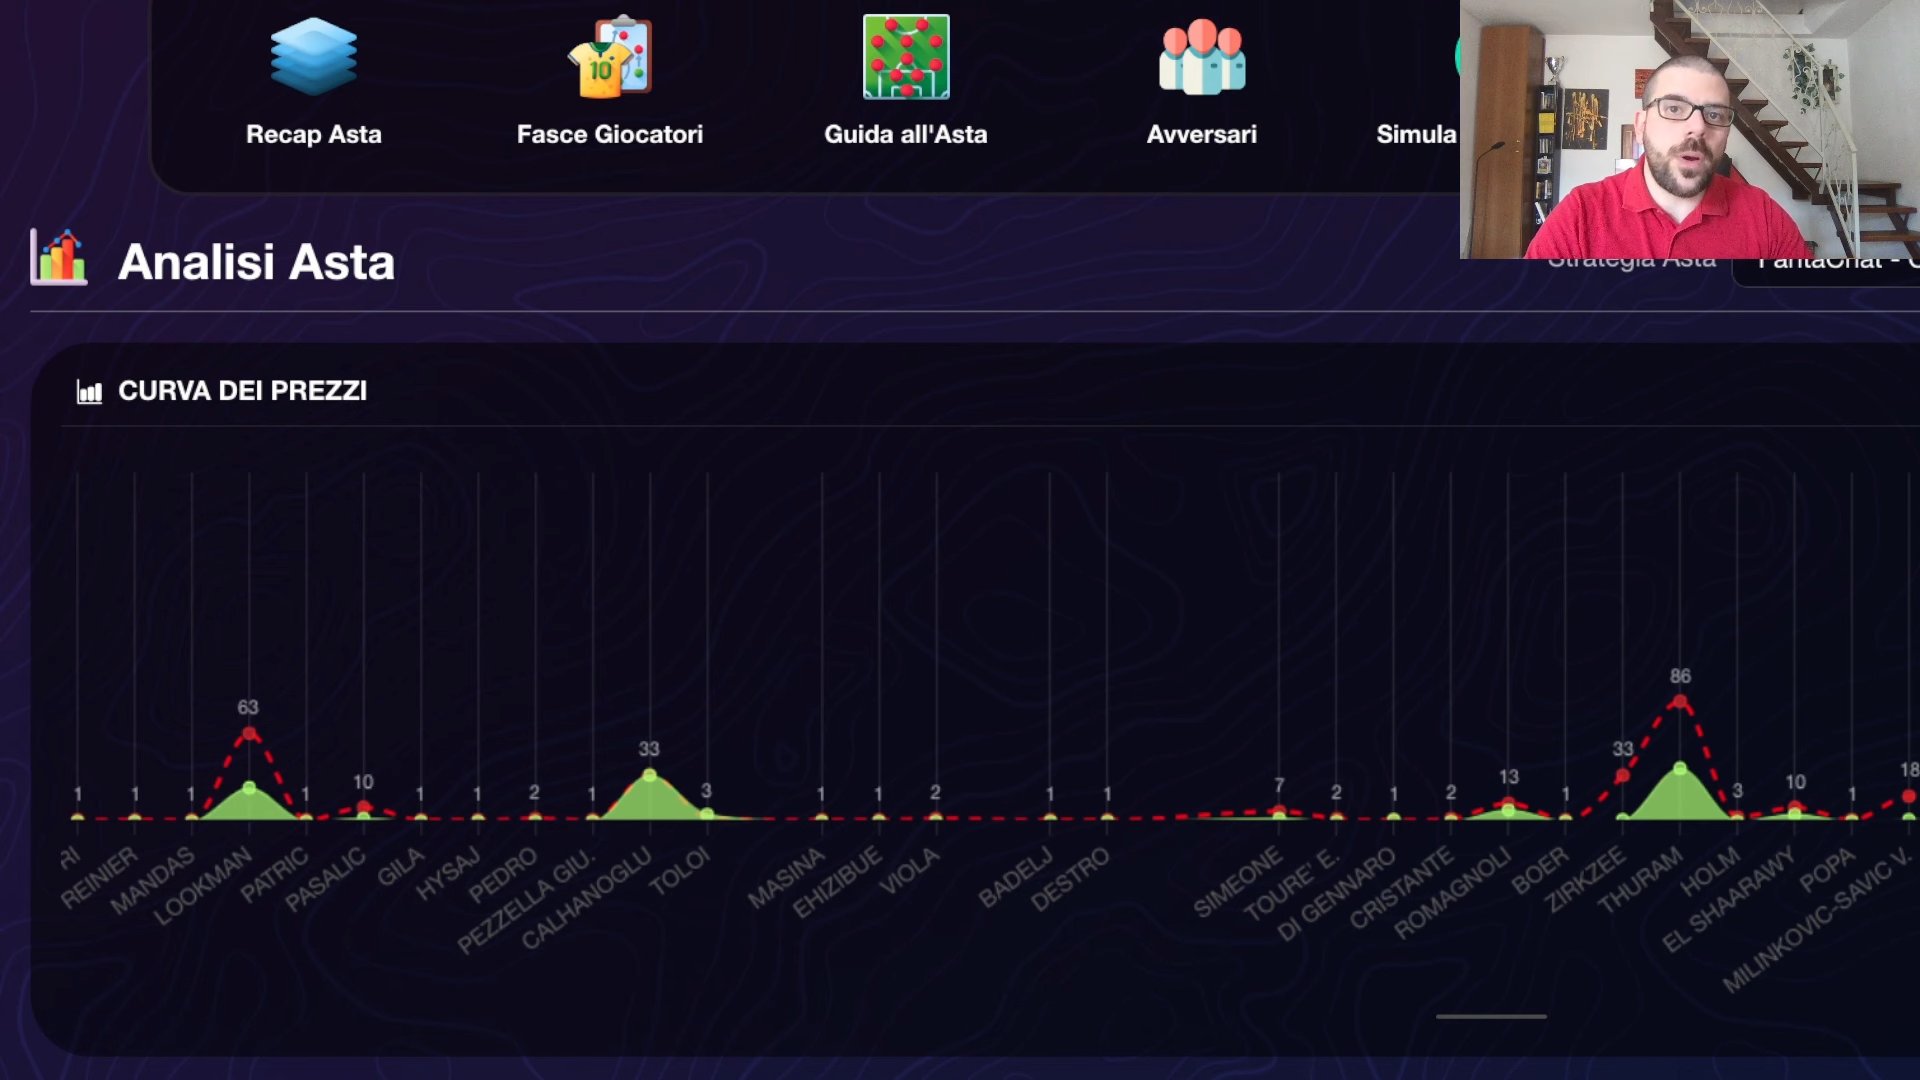 10
Recap Asta
Fasce Giocatori
Guida all'Asta
Avversari
Simula
Analisi Asta
Strategia Asta
CURVA DEI PREZZI
1 1 1 63 1 10 1 1 2 1 33 3 1 1 2 1 1 7 2 1 2 13 1 33 86 3 10 1 18
REINIER
MANDAS
LOOKMAN
PATRIC
PASALIC
GILA
HYSAJ
PEDRO
PEZZELLA GIU.
CALHANOGLU
TOLOI
MASINA
EHIZIBUE
VIOLA
BADELJ
DESTRO
SIMEONE
TOURE' E.
DI GENNARO
CRISTANTE
ROMAGNOLI
BOER
ZIRKZEE
THURAM
HOLM
EL SHAARAWY
POPA
MILINKOVIC-SAVIC V.